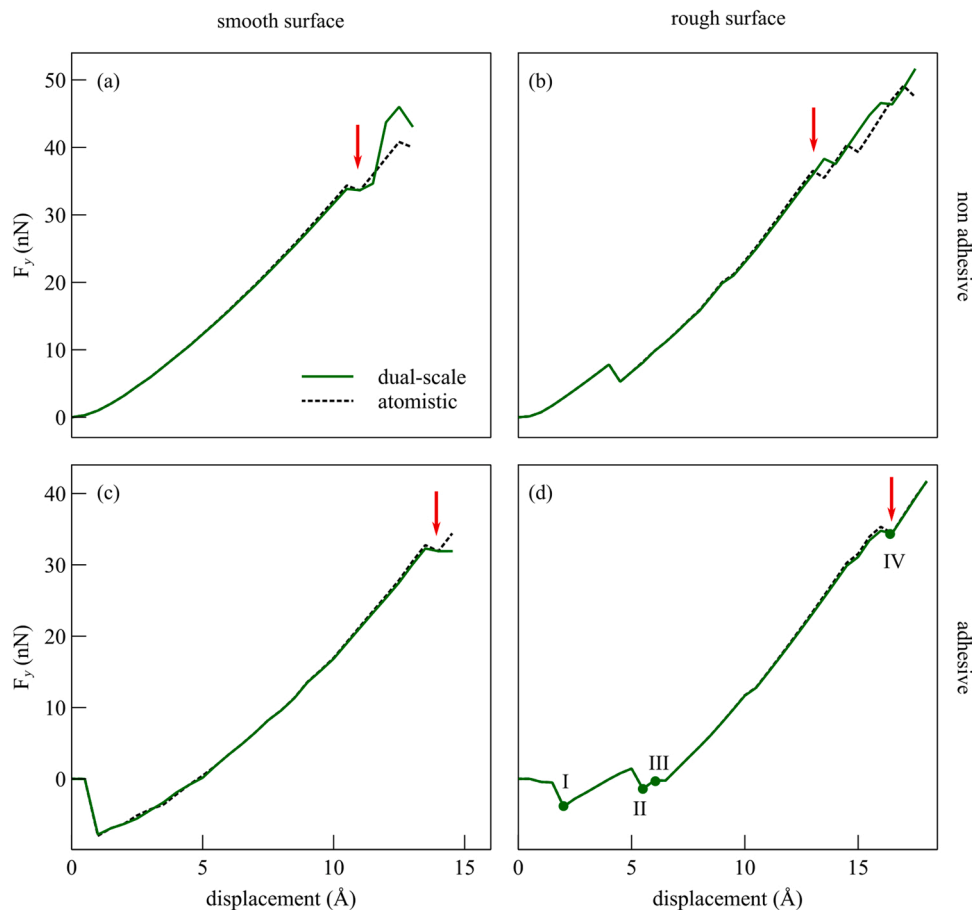 smooth surface
rough surface
(a)
(b)
50
40
30
20
10
0
F_y (nN)
dual-scale
atomistic
non adhesive
(c)
(d)
40
30
20
10
0
F_y (nN)
I
II
III
IV
adhesive
0
5
10
15
0
5
10
15
displacement (Å)
displacement (Å)